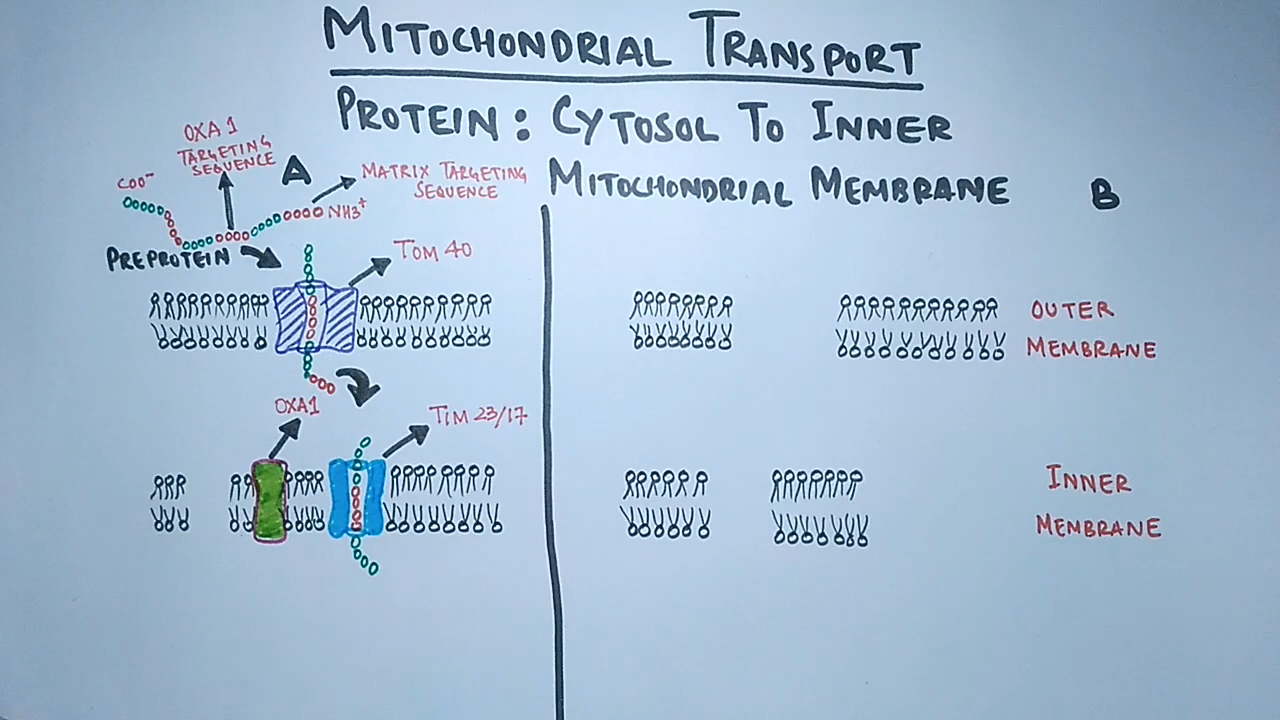 MITOCHONDRIAL TRANSPORT
PROTEIN: CYTOSOL TO INNER
MITOCHONDRIAL MEMBRANE
A
B
OXA 1
TARGETING
SEQUENCE
COO⁻
MATRIX TARGETING
SEQUENCE
NH3⁺
PREPROTEIN
TOM 40
OUTER
MEMBRANE
OXA1
TIM 23/17
INNER
MEMBRANE